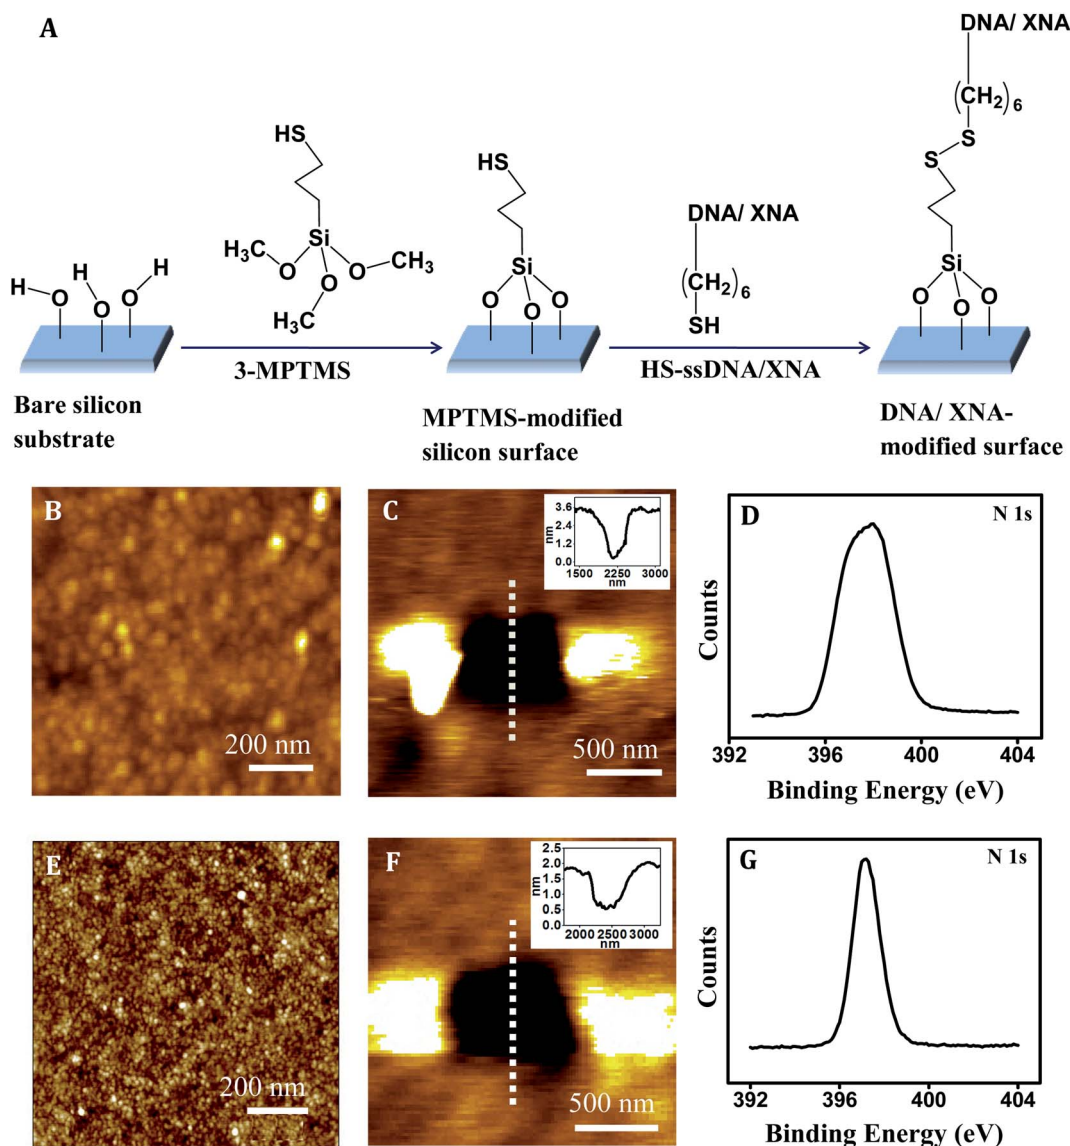 A
DNA/ XNA
(CH₂)₆
S
S
HS
HS
DNA/ XNA
Si
H₃C
O
O
CH₃
O
H₃C
H
O
H
O
H
O
Si
O
O
O
(CH₂)₆
SH
Si
O
O
O
3-MPTMS
HS-ssDNA/XNA
Bare silicon
substrate
MPTMS-modified
silicon surface
DNA/ XNA-
modified surface
B
200 nm
C
3.6
2.4
1.2
0.0
nm
1500 2250 3000
nm
500 nm
D
N 1s
Counts
392 396 400 404
Binding Energy (eV)
E
200 nm
F
2.5
2.0
1.5
1.0
0.5
0.0
nm
2000 2500 3000
nm
500 nm
G
N 1s
Counts
392 396 400 404
Binding Energy (eV)